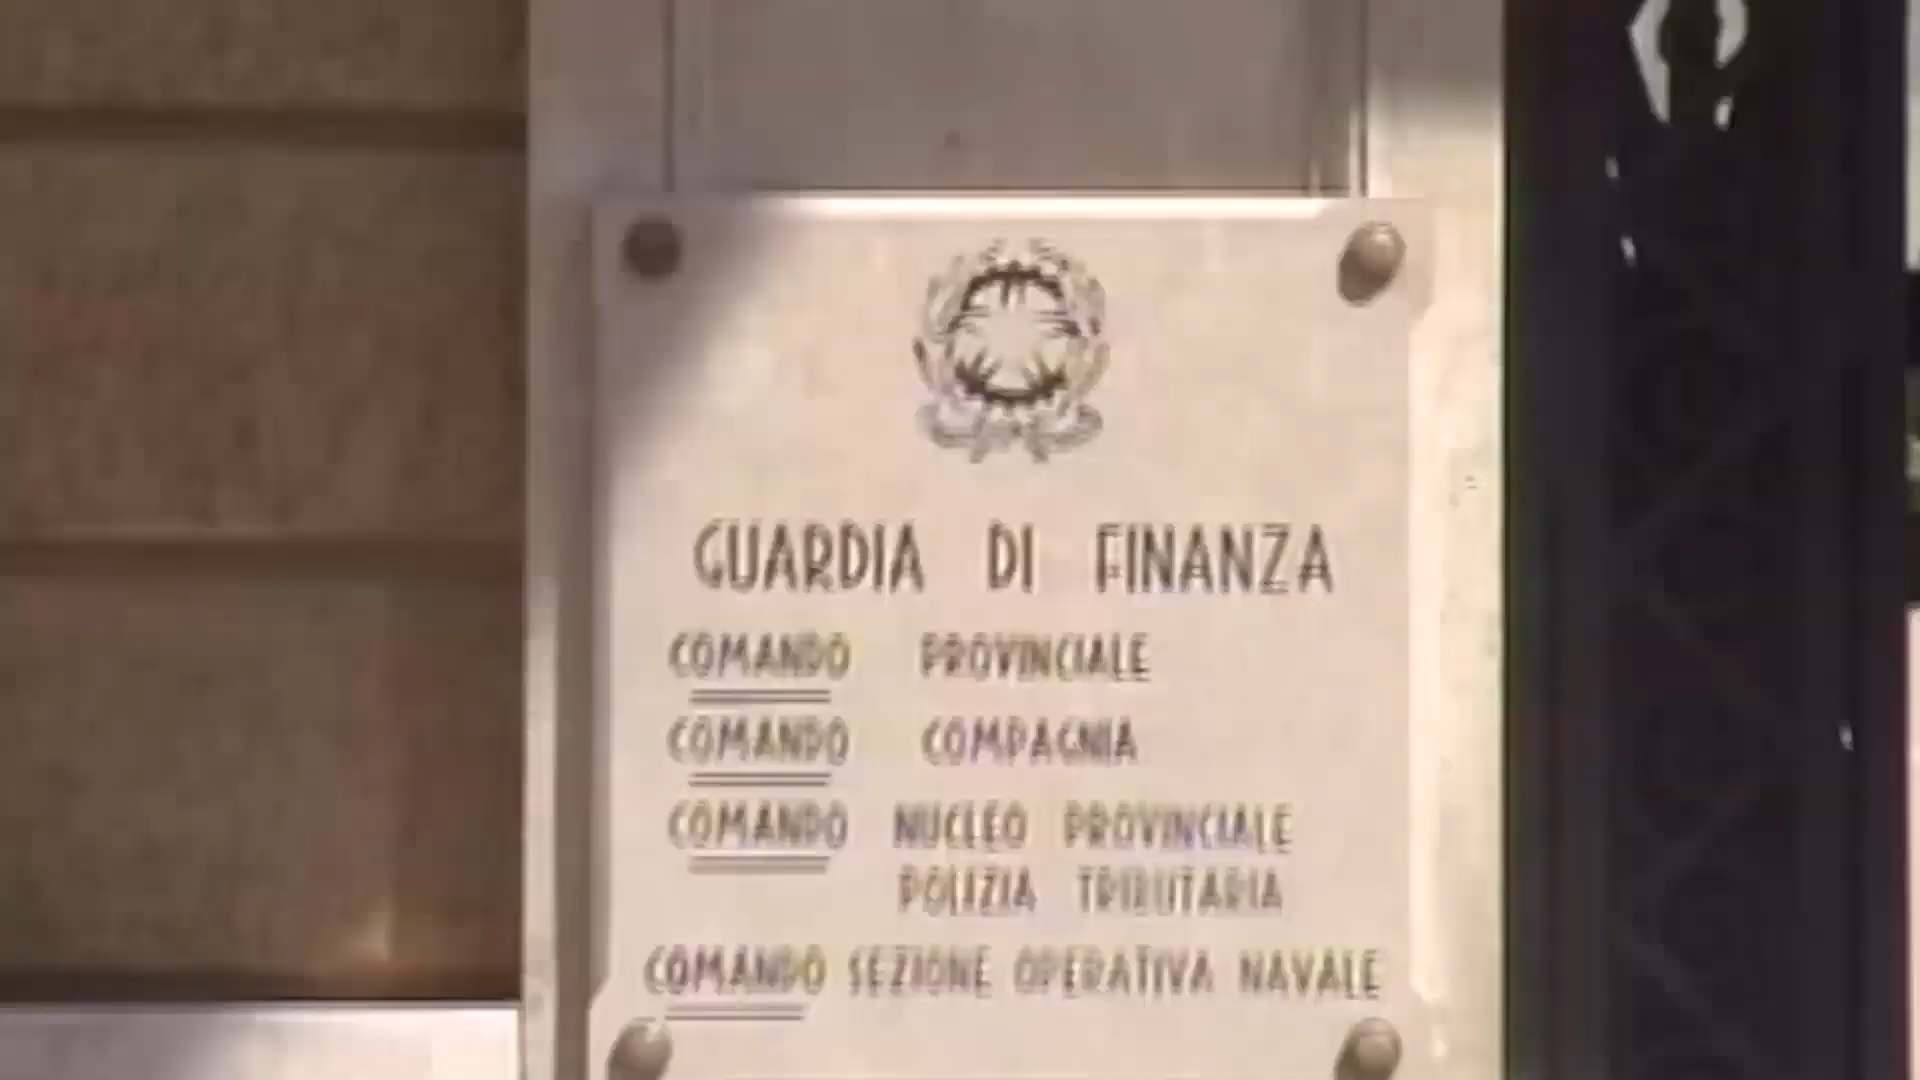 GUARDIA DI FINANZA
COMANDO PROVINCIALE
COMANDO COMPAGNIA
COMANDO NUCLEO PROVINCIALE
POLIZIA TRIBUTARIA
COMANDO SEZIONE OPERATIVA NAVALE